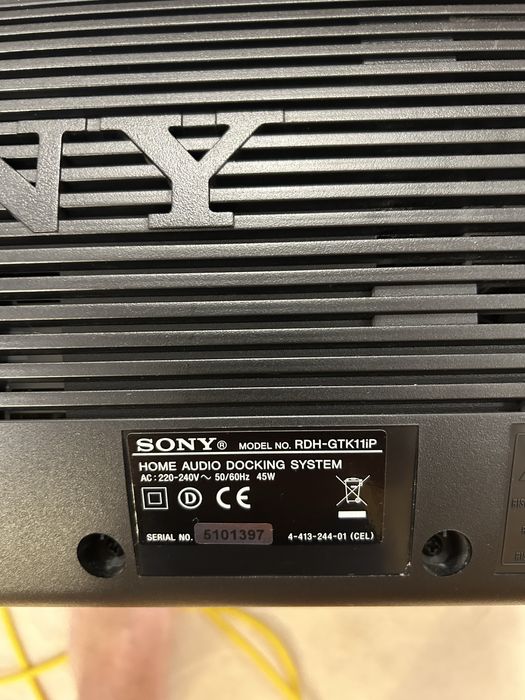 NY
SONY® MODEL NO. RDH-GTK11iP
HOME AUDIO DOCKING SYSTEM
AC: 220-240V ~ 50/60Hz 45W
D CE
SERIAL NO. 5101397 4-413-244-01 (CEL)